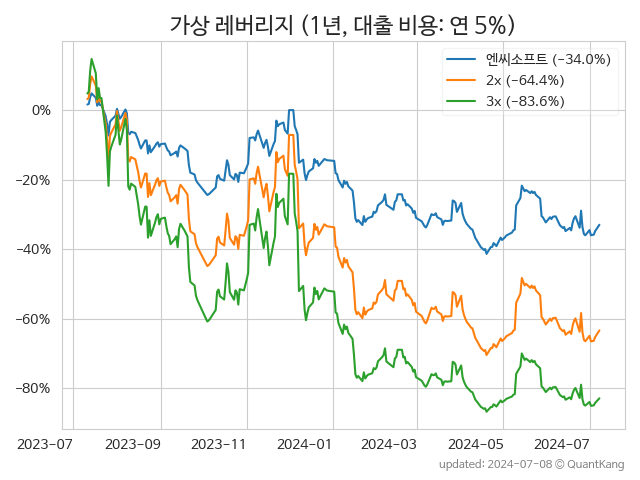 가상 레버리지 (1년, 대출 비용: 연 5%)
엔씨소프트 (−34.0%)
2x (−64.4%)
3x (−83.6%)
0%
−20%
−40%
−60%
−80%
2023-07 2023-09 2023-11 2024-01 2024-03 2024-05 2024-07
updated: 2024-07-08 © QuantKang